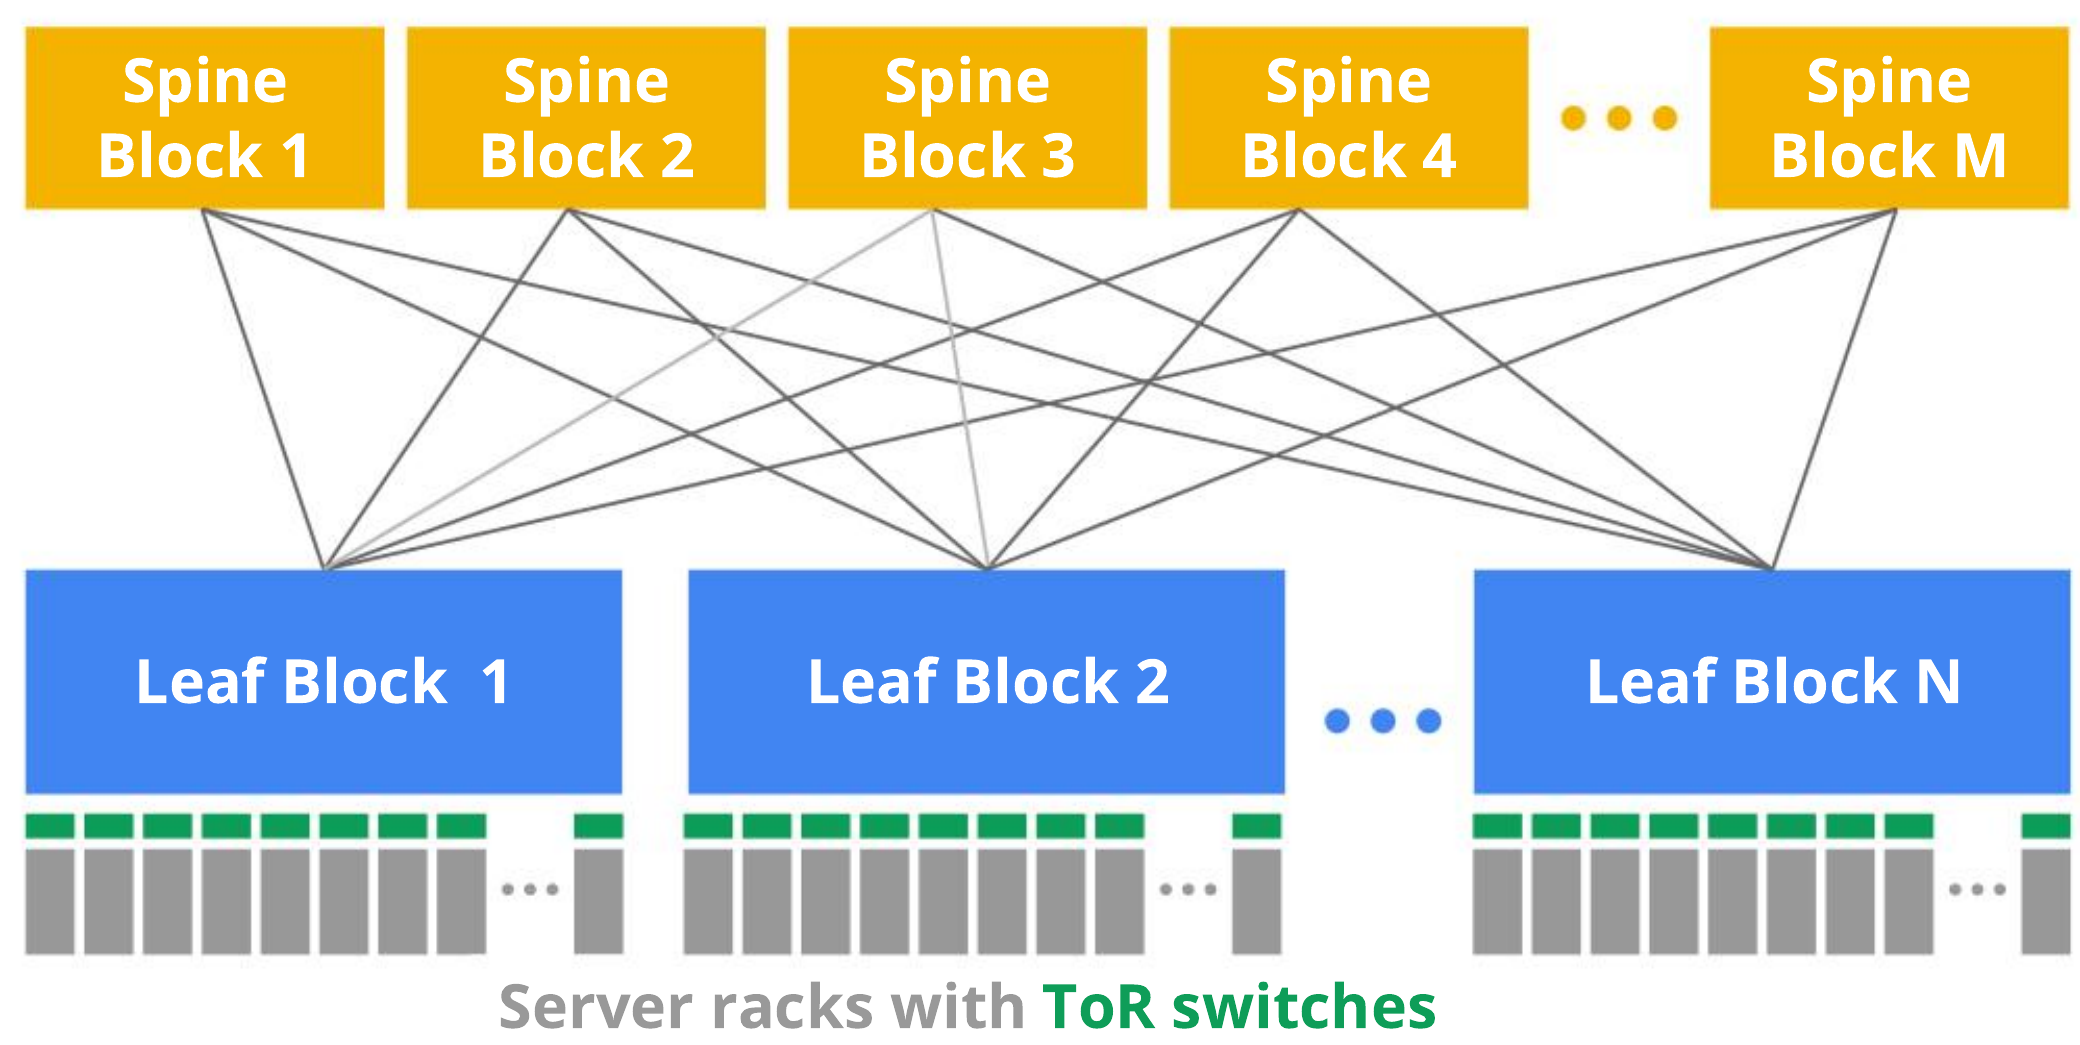 Spine
Block 1
Spine
Block 2
Spine
Block 3
Spine
Block 4
Spine
Block M
Leaf Block 1
Leaf Block 2
Leaf Block N
Server racks with ToR switches